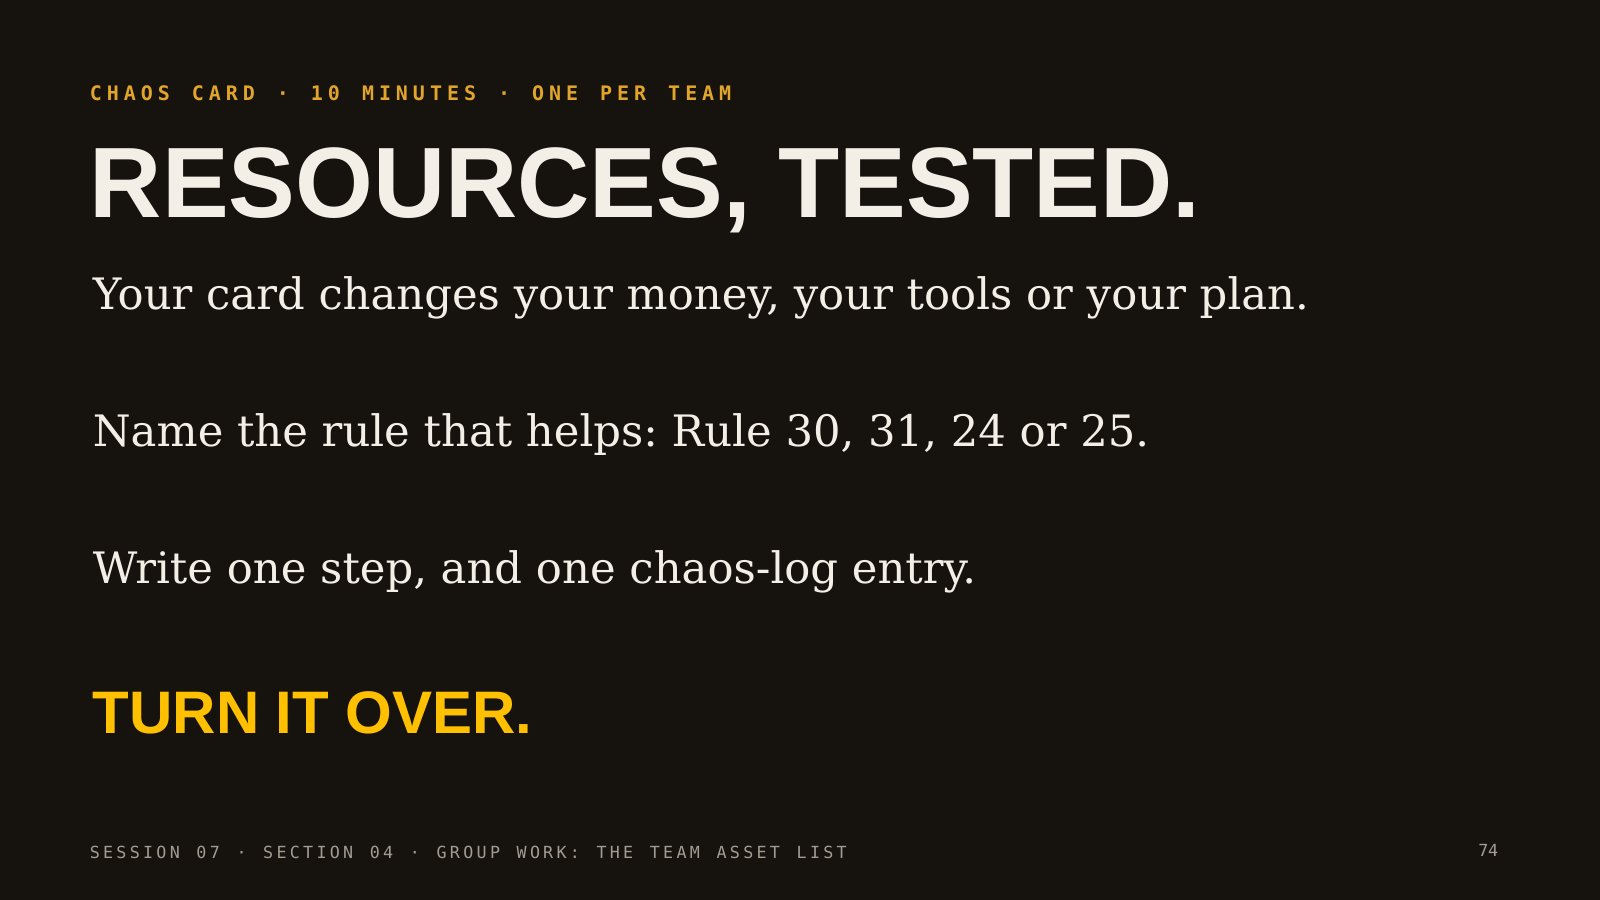 CHAOS CARD · 10 MINUTES · ONE PER TEAM
RESOURCES, TESTED.
Your card changes your money, your tools or your plan.
Name the rule that helps: Rule 30, 31, 24 or 25.
Write one step, and one chaos-log entry.
TURN IT OVER.
SESSION 07 · SECTION 04 · GROUP WORK: THE TEAM ASSET LIST
74